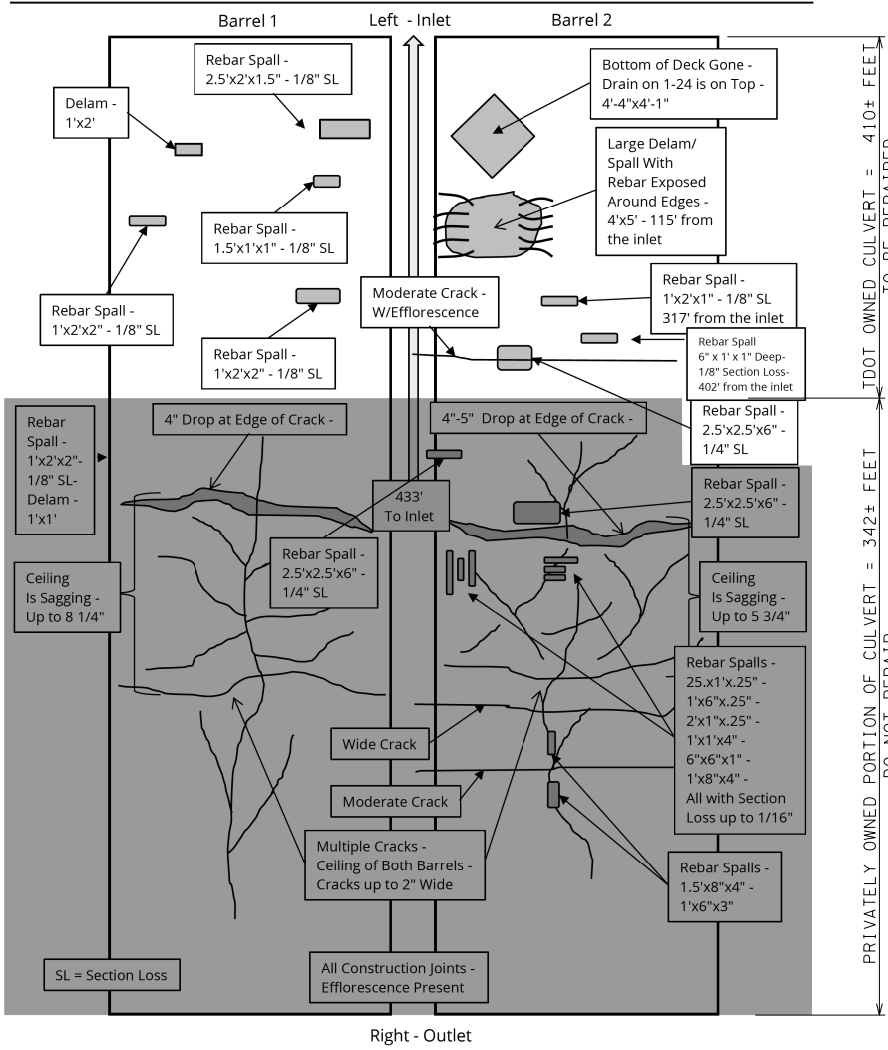 Barrel 1
Left - Inlet
Barrel 2
Rebar Spall -
2.5'x2'x1.5" - 1/8" SL
Delam -
1'x2'
Rebar Spall -
1.5'x1'x1" - 1/8" SL
Rebar Spall -
1'x2'x2" - 1/8" SL
Rebar Spall -
1'x2'x2" - 1/8" SL
Bottom of Deck Gone -
Drain on 1-24 is on Top -
4'-4"x4'-1"
Large Delam/
Spall With
Rebar Exposed
Around Edges -
4'x5' - 115' from
the inlet
Moderate Crack -
W/Efflorescence
Rebar Spall -
1'x2'x1" - 1/8" SL
317' from the inlet
Rebar Spall
6" x 1' x 1" Deep-
1/8" Section Loss-
402' from the inlet
Rebar Spall -
2.5'x2.5'x6" -
1/4" SL
TDOT OWNED CULVERT = 410± FEET
TO BE REPAIRED
Rebar
Spall -
1'x2'x2"-
1/8" SL-
Delam -
1'x1'
4" Drop at Edge of Crack -
4"-5" Drop at Edge of Crack -
433'
To Inlet
Rebar Spall -
2.5'x2.5'x6" -
1/4" SL
Rebar Spall -
2.5'x2.5'x6" -
1/4" SL
Ceiling
Is Sagging -
Up to 8 1/4"
Ceiling
Is Sagging -
Up to 5 3/4"
Rebar Spalls -
25.x1'x.25" -
1'x6"x.25" -
2'x1"x.25" -
1'x1'x4" -
6"x6"x1" -
1'x8"x4" -
All with Section
Loss up to 1/16"
Wide Crack
Moderate Crack
Multiple Cracks -
Ceiling of Both Barrels -
Cracks up to 2" Wide
Rebar Spalls -
1.5'x8"x4" -
1'x6"x3"
SL = Section Loss
All Construction Joints -
Efflorescence Present
PRIVATELY OWNED PORTION OF CULVERT = 342± FEET
DO NOT REPAIR
Right - Outlet